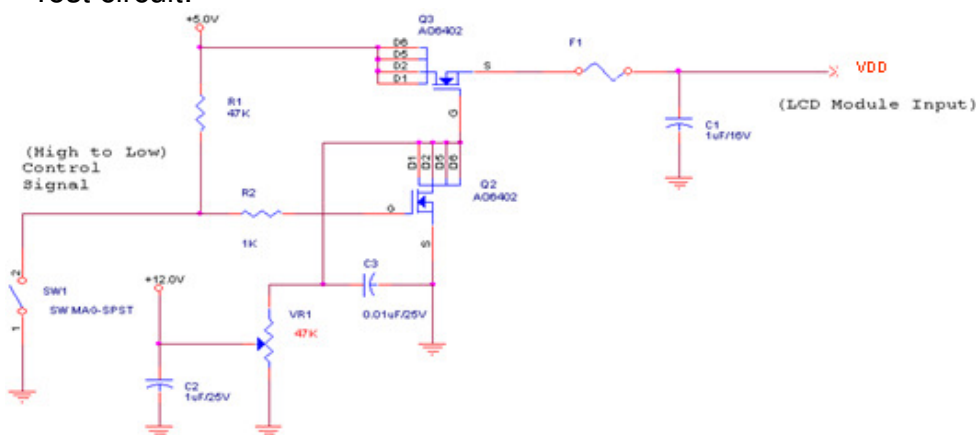 Test circuit:
+5.0V
Q3
AO6402
D6
D5
D2
D1
S
G
F1
VDD
(LCD Module Input)
R1
47K
C1
1uF/16V
(High to Low)
Control
Signal
D1
D2
D5
D6
Q2
AO6402
R2
1K
G
S
2
SW1
SW MAG-SPST
1
+12.0V
C3
0.01uF/25V
VR1
47K
C2
1uF/25V